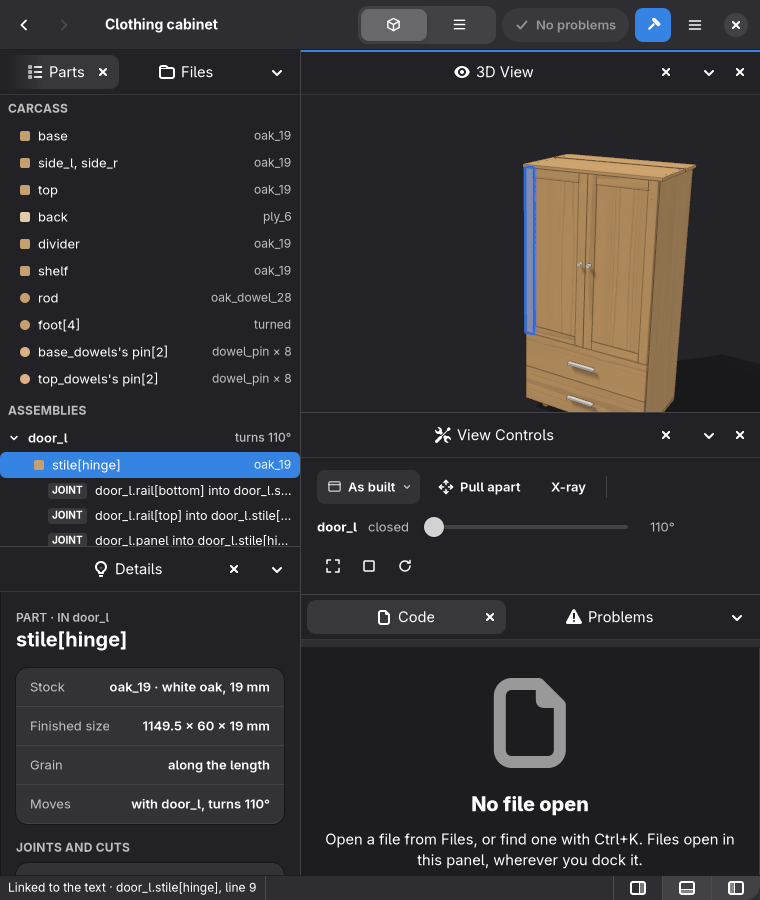 Clothing cabinet
No problems
Parts
Files
CARCASS
base oak_19
side_l, side_r oak_19
top oak_19
back ply_6
divider oak_19
shelf oak_19
rod oak_dowel_28
foot[4] turned
base_dowels's pin[2] dowel_pin × 8
top_dowels's pin[2] dowel_pin × 8
ASSEMBLIES
door_l turns 110°
stile[hinge] oak_19
JOINT door_l.rail[bottom] into door_l.s...
JOINT door_l.rail[top] into door_l.stile[...
JOINT door_l.panel into door_l.stile[hi...
Details
PART · IN door_l
stile[hinge]
Stock oak_19 · white oak, 19 mm
Finished size 1149.5 × 60 × 19 mm
Grain along the length
Moves with door_l, turns 110°
JOINTS AND CUTS
3D View
View Controls
As built
Pull apart
X-ray
door_l closed 110°
Code
Problems
No file open
Open a file from Files, or find one with Ctrl+K. Files open in
this panel, wherever you dock it.
Linked to the text · door_l.stile[hinge], line 9